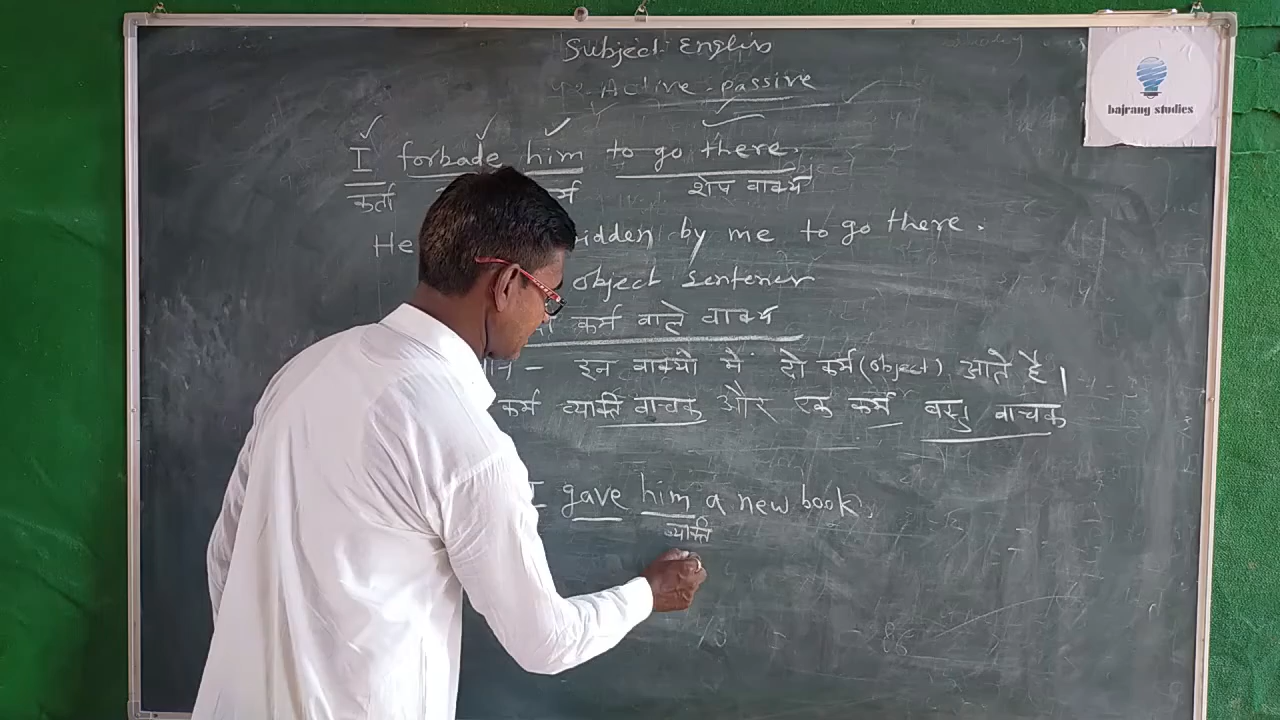 Subject English
Active passive
bajrang studies
I forbade him to go there.
कर्ता र्म शेष वाक्य
He idden by me to go there.
object sentencer
कर्म वाले वाक्य
इन वाक्यो में दो कर्म (object) आते है।
कर्म व्यक्ति वाचक और एक कर्म वस्तु वाचक
I gave him a new book.
व्यक्ति